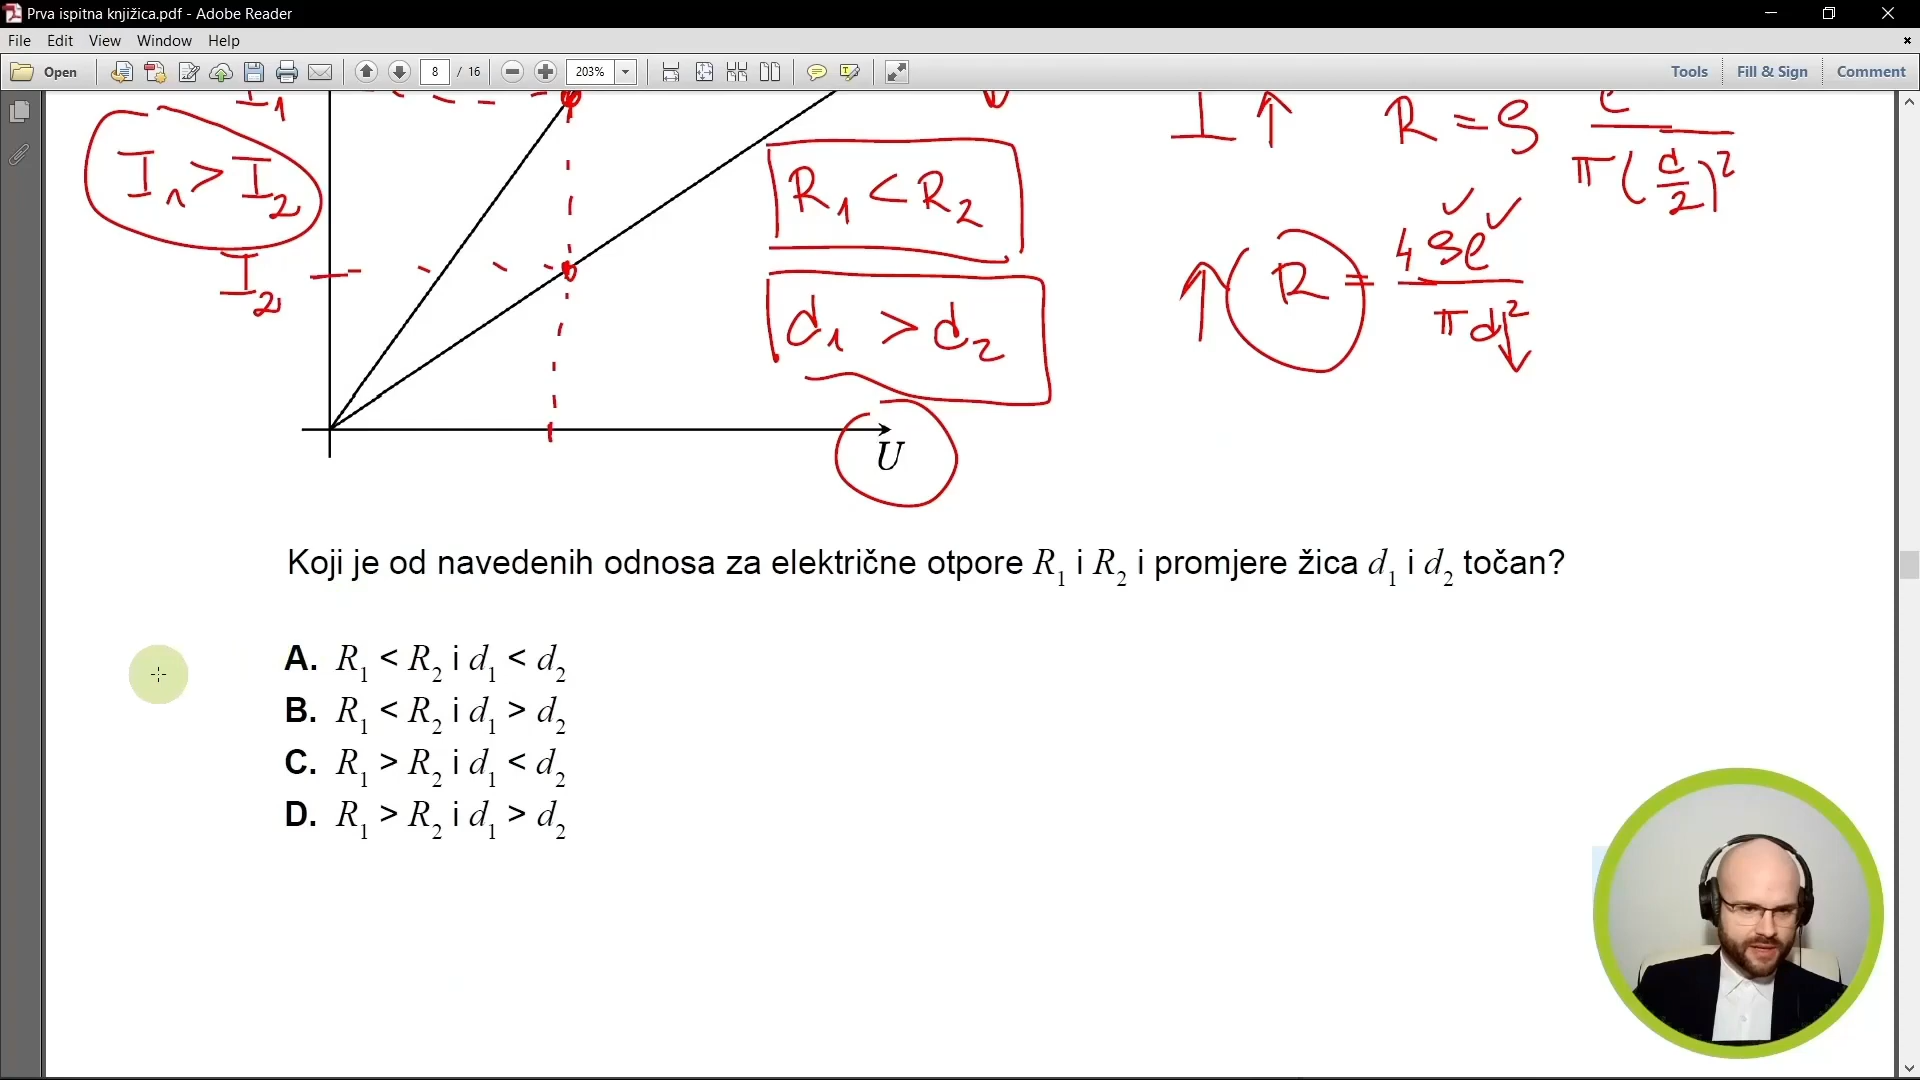 Prva ispitna knjižica.pdf - Adobe Reader
File Edit View Window Help
Open 8 / 16 203% Tools Fill & Sign Comment
I₁
I₁ > I₂
I₂
R₁ < R₂
d₁ > d₂
U
I ↑
R = ρ ℓ / π(d/2)²
↑ R = 4ρℓ / πd² ↓
Koji je od navedenih odnosa za električne otpore R₁ i R₂ i promjere žica d₁ i d₂ točan?
A. R₁ < R₂ i d₁ < d₂
B. R₁ < R₂ i d₁ > d₂
C. R₁ > R₂ i d₁ < d₂
D. R₁ > R₂ i d₁ > d₂